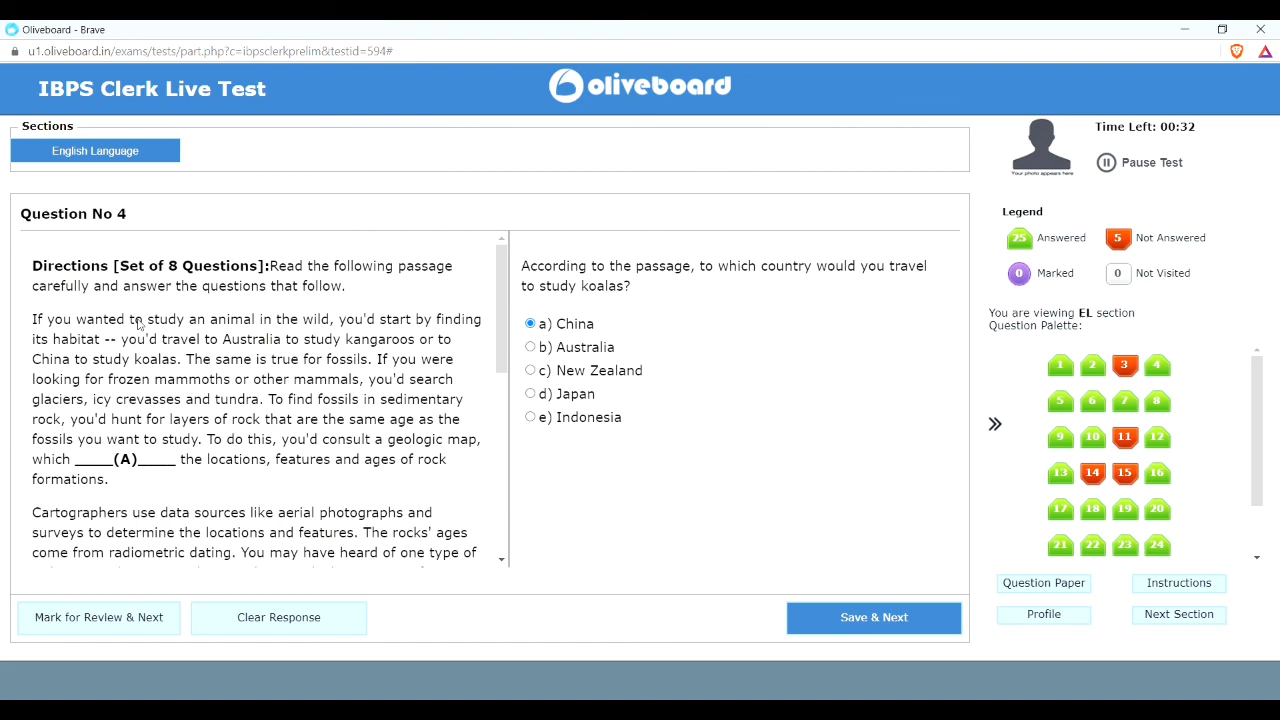 Oliveboard - Brave
u1.oliveboard.in/exams/tests/part.php?c=ibpsclerkprelim&testid=594#
IBPS Clerk Live Test
oliveboard
Sections
English Language
Your photo appears here
Time Left: 00:32
Pause Test
Question No 4
Directions [Set of 8 Questions]:Read the following passage
carefully and answer the questions that follow.
If you wanted to study an animal in the wild, you'd start by finding
its habitat -- you'd travel to Australia to study kangaroos or to
China to study koalas. The same is true for fossils. If you were
looking for frozen mammoths or other mammals, you'd search
glaciers, icy crevasses and tundra. To find fossils in sedimentary
rock, you'd hunt for layers of rock that are the same age as the
fossils you want to study. To do this, you'd consult a geologic map,
which ____(A)____ the locations, features and ages of rock
formations.
Cartographers use data sources like aerial photographs and
surveys to determine the locations and features. The rocks' ages
come from radiometric dating. You may have heard of one type of
According to the passage, to which country would you travel
to study koalas?
a) China
b) Australia
c) New Zealand
d) Japan
e) Indonesia
Mark for Review & Next
Clear Response
Save & Next
Legend
25 Answered
5 Not Answered
0 Marked
0 Not Visited
You are viewing EL section
Question Palette:
1 2 3 4
5 6 7 8
9 10 11 12
13 14 15 16
17 18 19 20
21 22 23 24
Question Paper
Instructions
Profile
Next Section